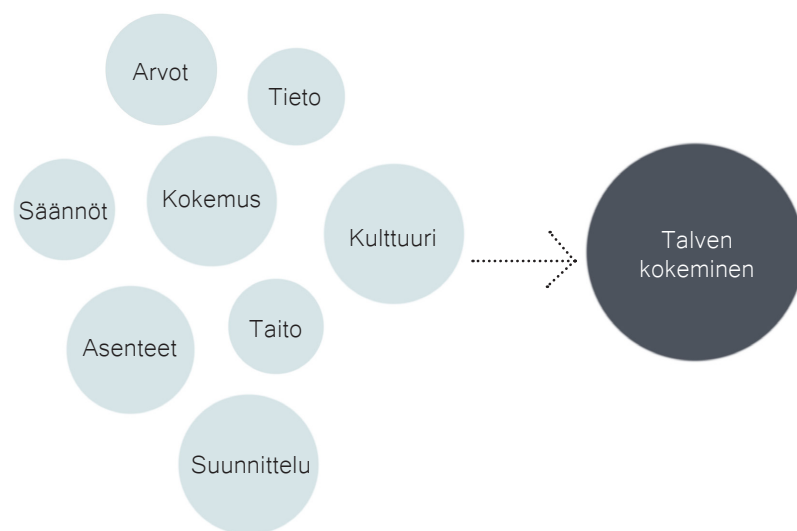 Arvot
Tieto
Säännöt
Kokemus
Kulttuuri
Asenteet
Taito
Suunnittelu
Talven
kokeminen